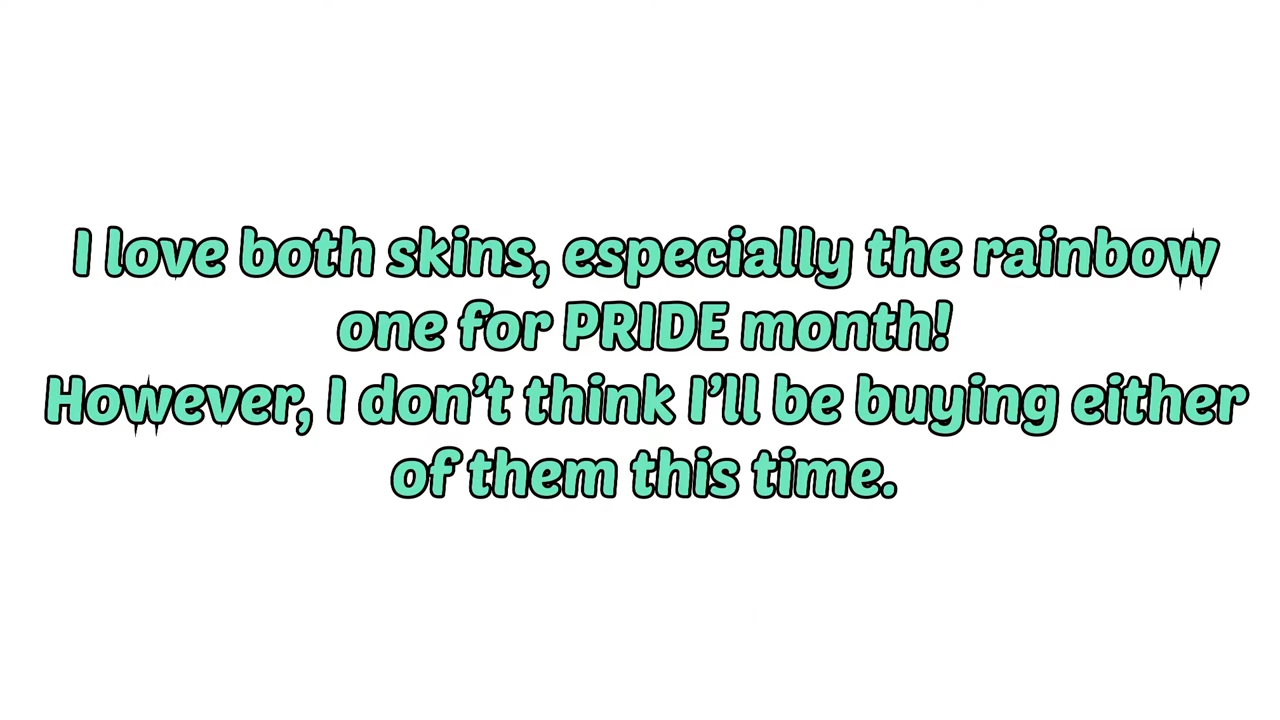 I love both skins, especially the rainbow
one for PRIDE month!
However, I don’t think I’ll be buying either
of them this time.